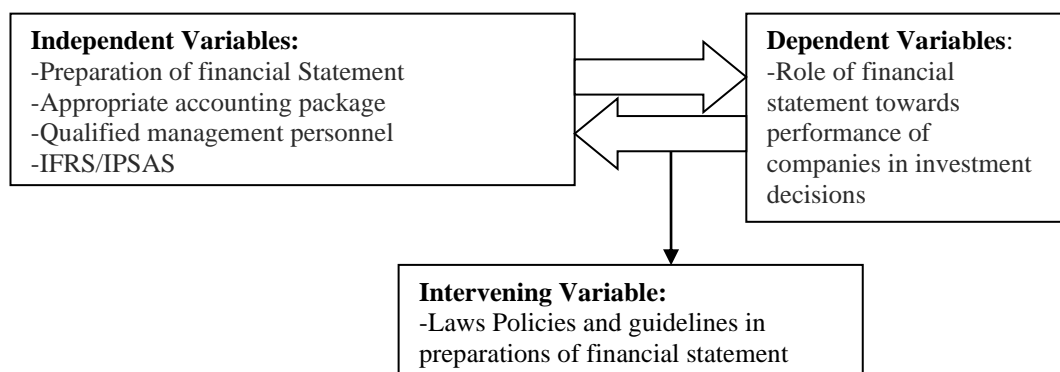 Independent Variables:
-Preparation of financial Statement
-Appropriate accounting package
-Qualified management personnel
-IFRS/IPSAS
Dependent Variables:
-Role of financial
statement towards
performance of
companies in investment
decisions
Intervening Variable:
-Laws Policies and guidelines in
preparations of financial statement